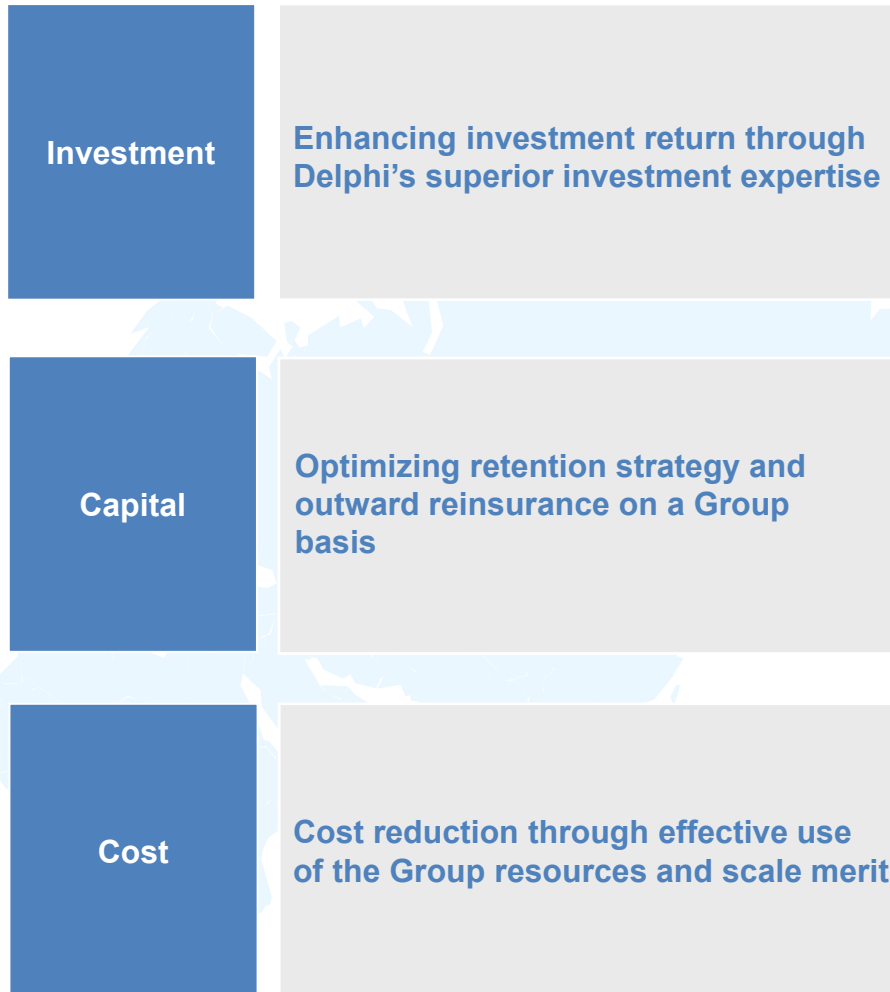 Investment
Enhancing investment return through
Delphi’s superior investment expertise
Capital
Optimizing retention strategy and
outward reinsurance on a Group
basis
Cost
Cost reduction through effective use
of the Group resources and scale merit